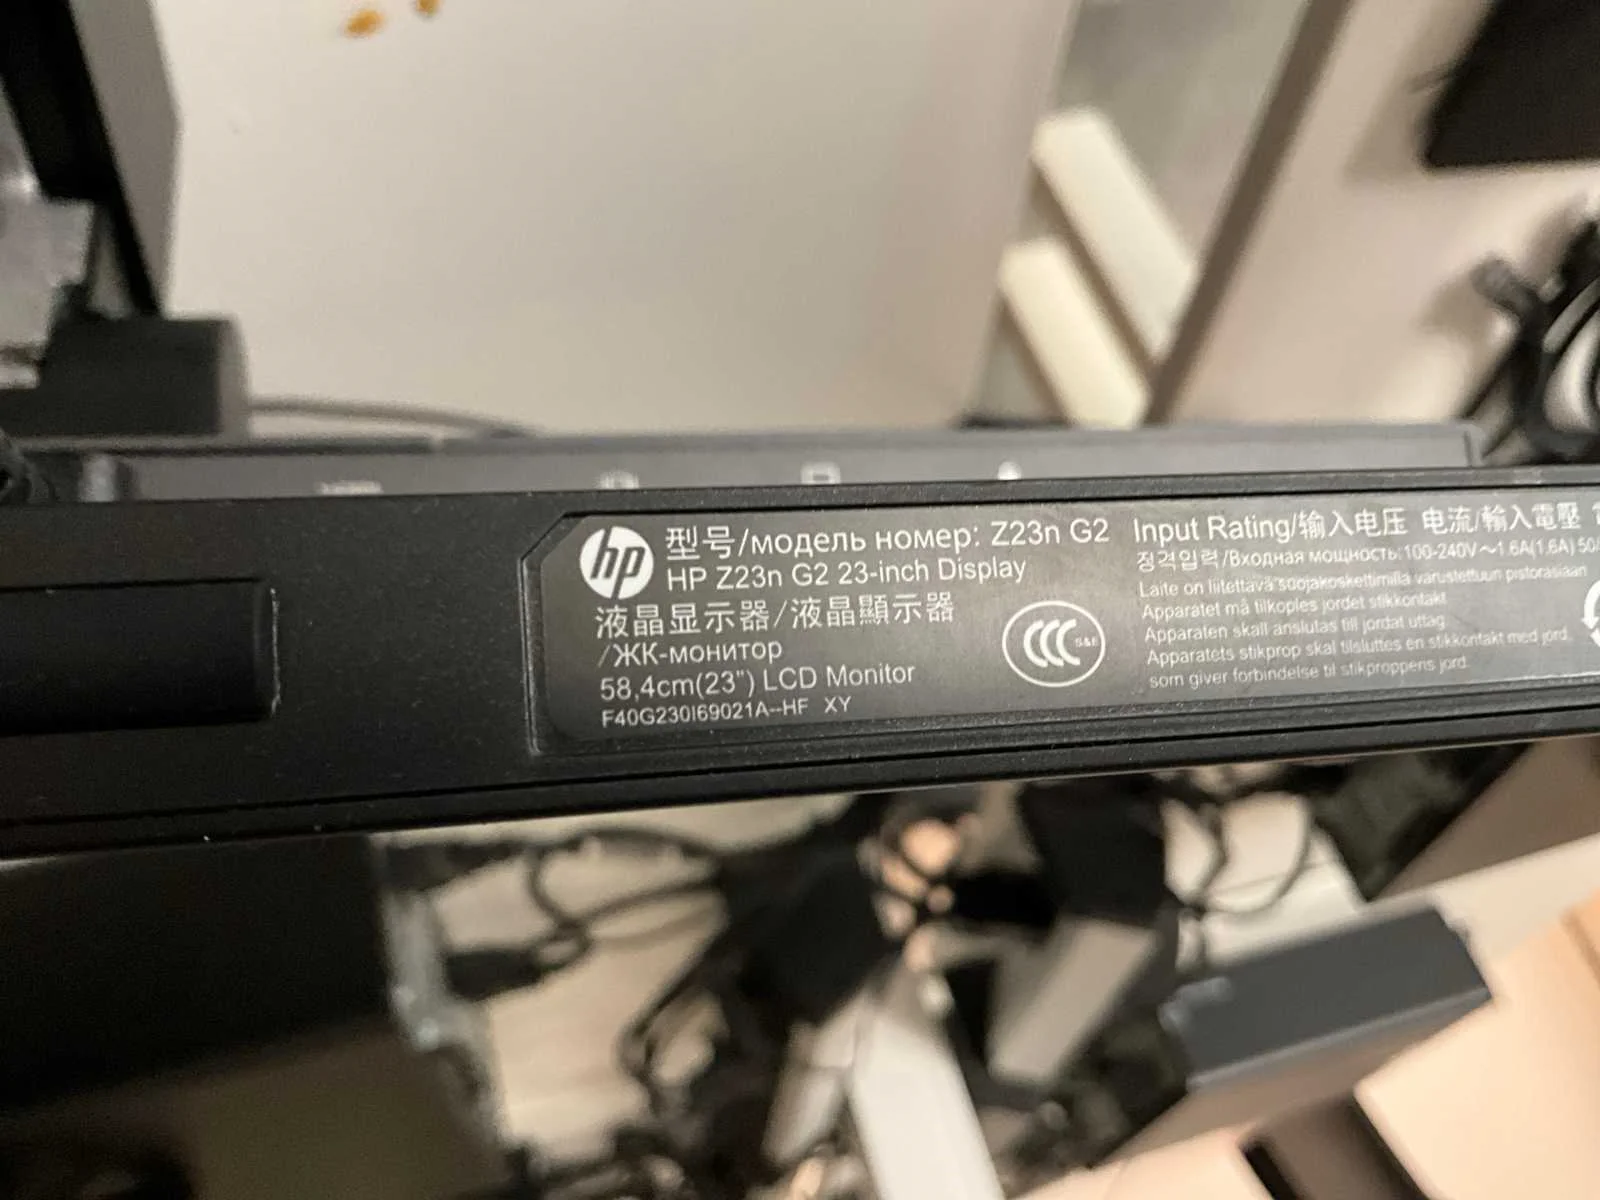 hp
型号/модель номер: Z23n G2
HP Z23n G2 23-inch Display
液晶显示器/液晶顯示器
/ЖК-монитор
58,4cm(23") LCD Monitor
F40G230I69021A--HF XY
CCC S&E
Input Rating/输入电压 电流/輸入電壓
정격입력/Входная мощность:100-240V～1.6A(1.6A) 50/
Laite on liitettävä suojakoskettimilla varustettuun pistorasiaan
Apparatet må tilkoples jordet stikkontakt
Apparaten skall anslutas till jordat uttag
Apparatets stikprop skal tilsluttes en stikkontakt med jord,
som giver forbindelse til stikproppens jord.